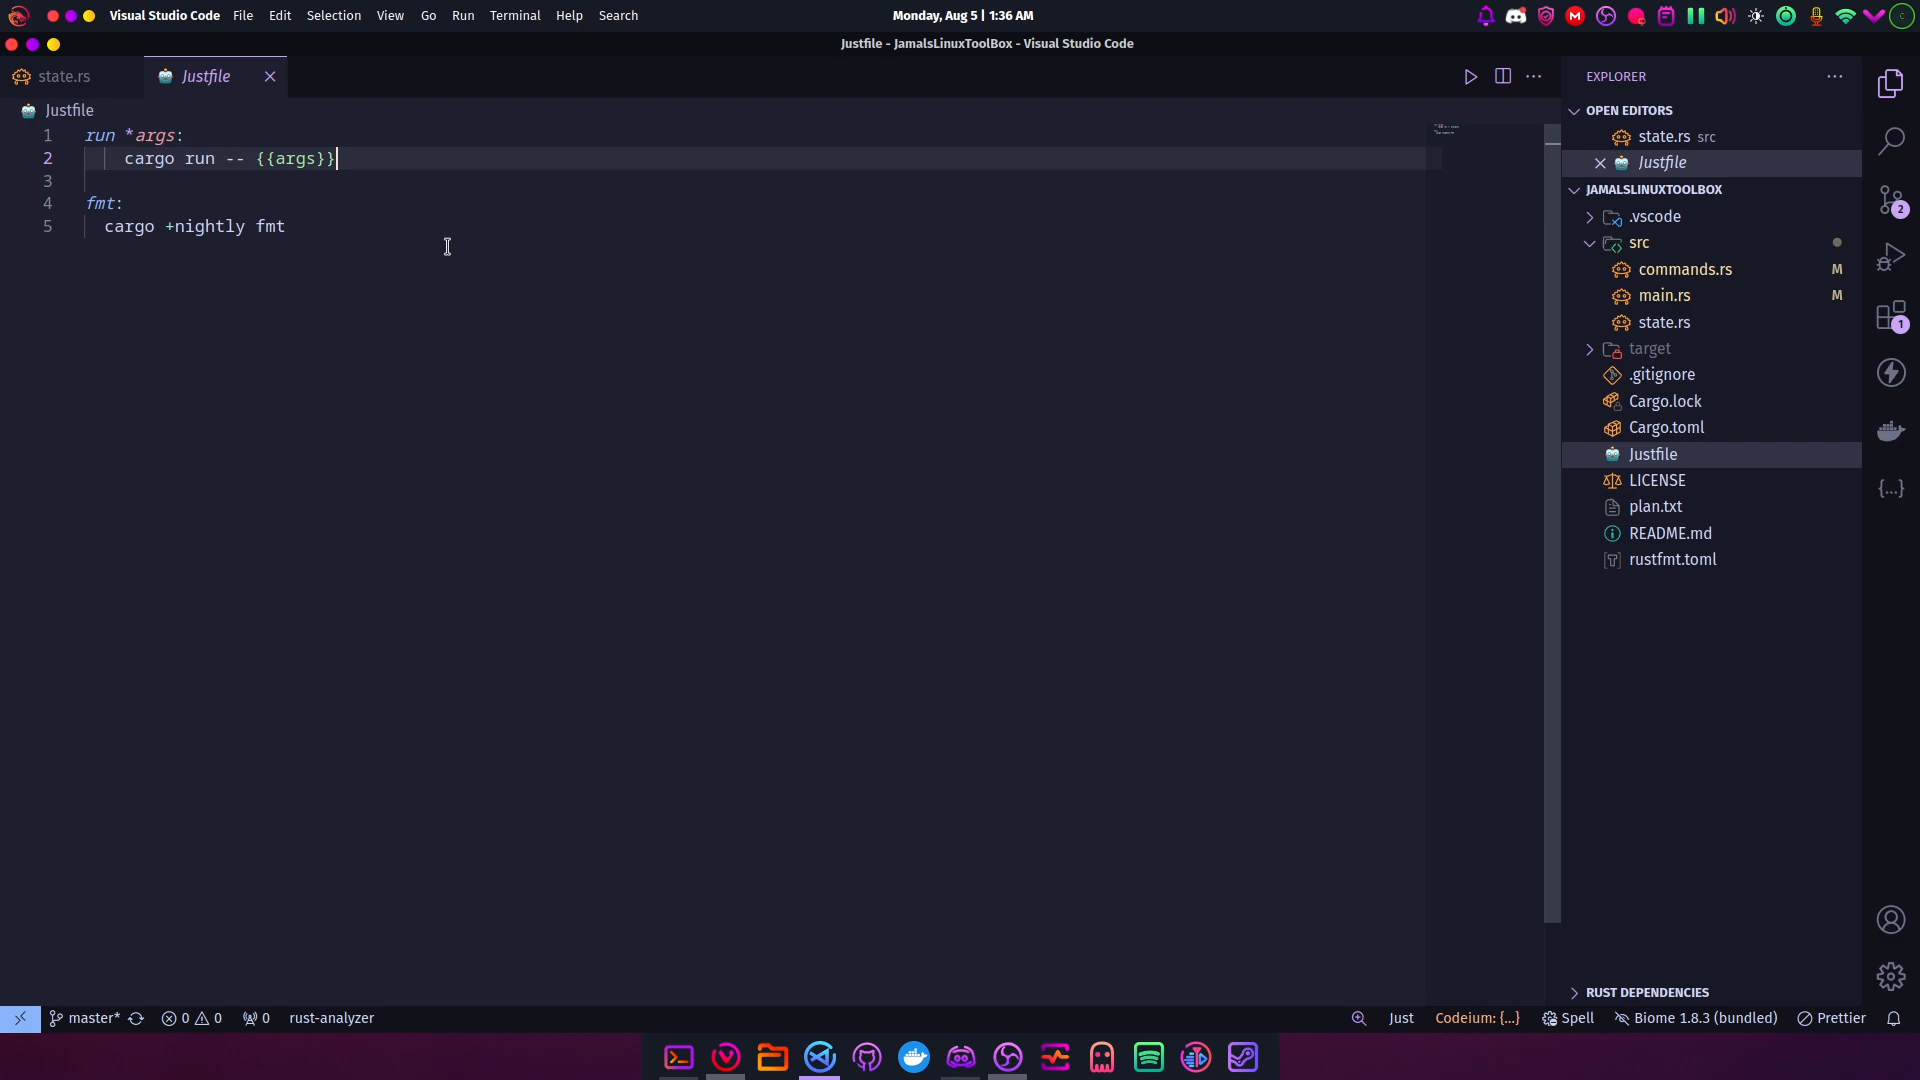 Visual Studio Code File Edit Selection View Go Run Terminal Help Search
Monday, Aug 5 | 1:36 AM
Justfile - JamalsLinuxToolBox - Visual Studio Code
state.rs
Justfile
Justfile
1 run *args:
2 cargo run -- {{args}}
3
4 fmt:
5 cargo +nightly fmt
EXPLORER
OPEN EDITORS
state.rs src
Justfile
JAMALSLINUXTOOLBOX
.vscode
src
commands.rs M
main.rs M
state.rs
target
.gitignore
Cargo.lock
Cargo.toml
Justfile
LICENSE
plan.txt
README.md
rustfmt.toml
RUST DEPENDENCIES
2
1
master* 0 0 0 rust-analyzer
Just Codeium: {...} Spell Biome 1.8.3 (bundled) Prettier